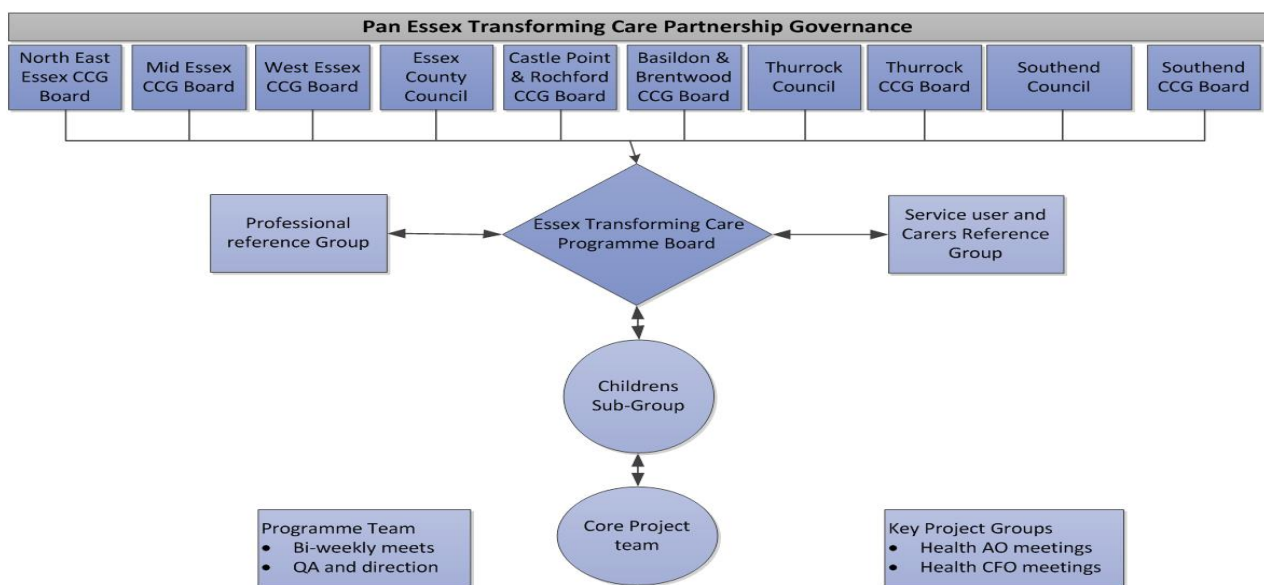 Pan Essex Transforming Care Partnership Governance
North East
Essex CCG
Board
Mid Essex
CCG Board
West Essex
CCG Board
Essex
County
Council
Castle Point
& Rochford
CCG Board
Basildon &
Brentwood
CCG Board
Thurrock
Council
Thurrock
CCG Board
Southend
Council
Southend
CCG Board
Professional
reference Group
Essex Transforming Care
Programme Board
Service user and
Carers Reference
Group
Childrens
Sub-Group
Core Project
team
Programme Team
• Bi-weekly meets
• QA and direction
Key Project Groups
• Health AO meetings
• Health CFO meetings